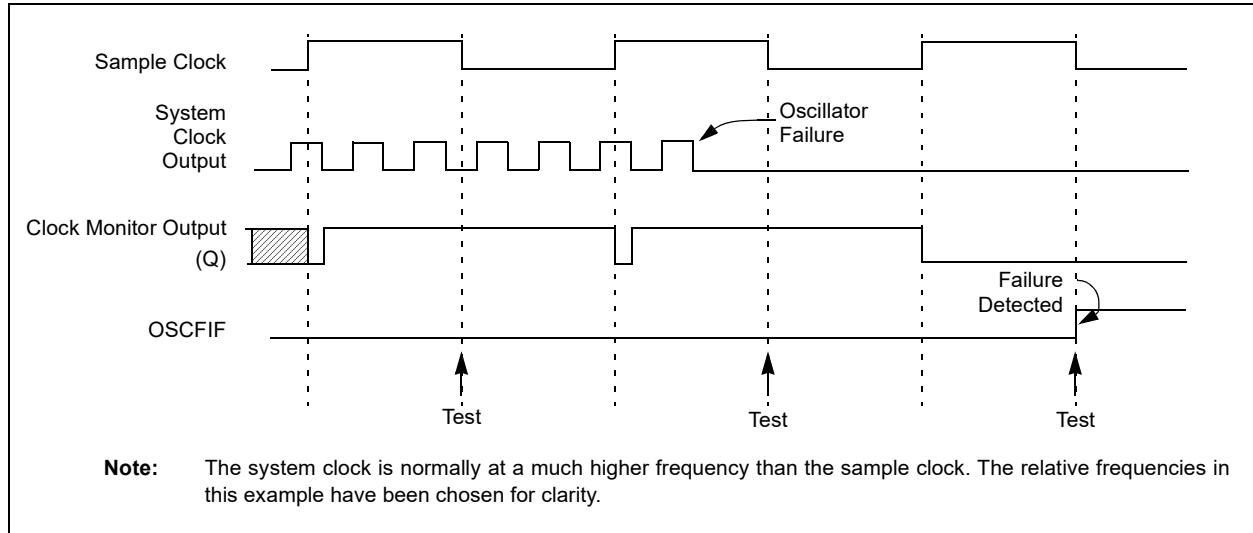 Sample Clock
System
Clock
Output
Oscillator
Failure
Clock Monitor Output
(Q)
Failure
Detected
OSCFIF
Test
Test
Test
Note: The system clock is normally at a much higher frequency than the sample clock. The relative frequencies in
this example have been chosen for clarity.